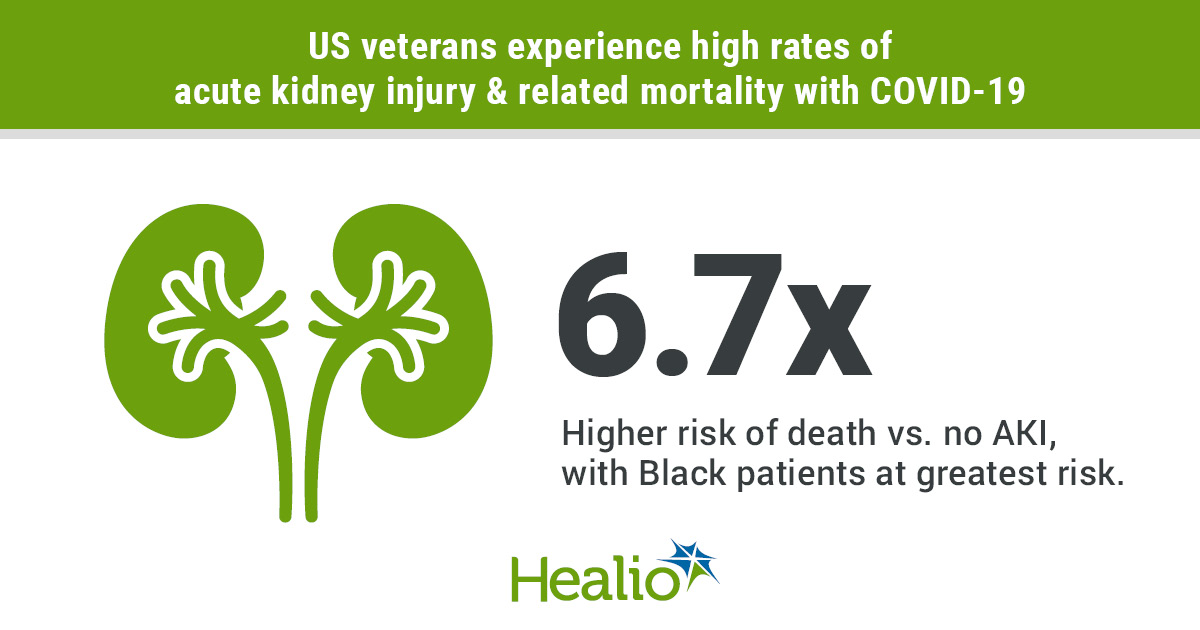 US veterans experience high rates of
acute kidney injury & related mortality with COVID-19
6.7x
Higher risk of death vs. no AKI,
with Black patients at greatest risk.
Healio